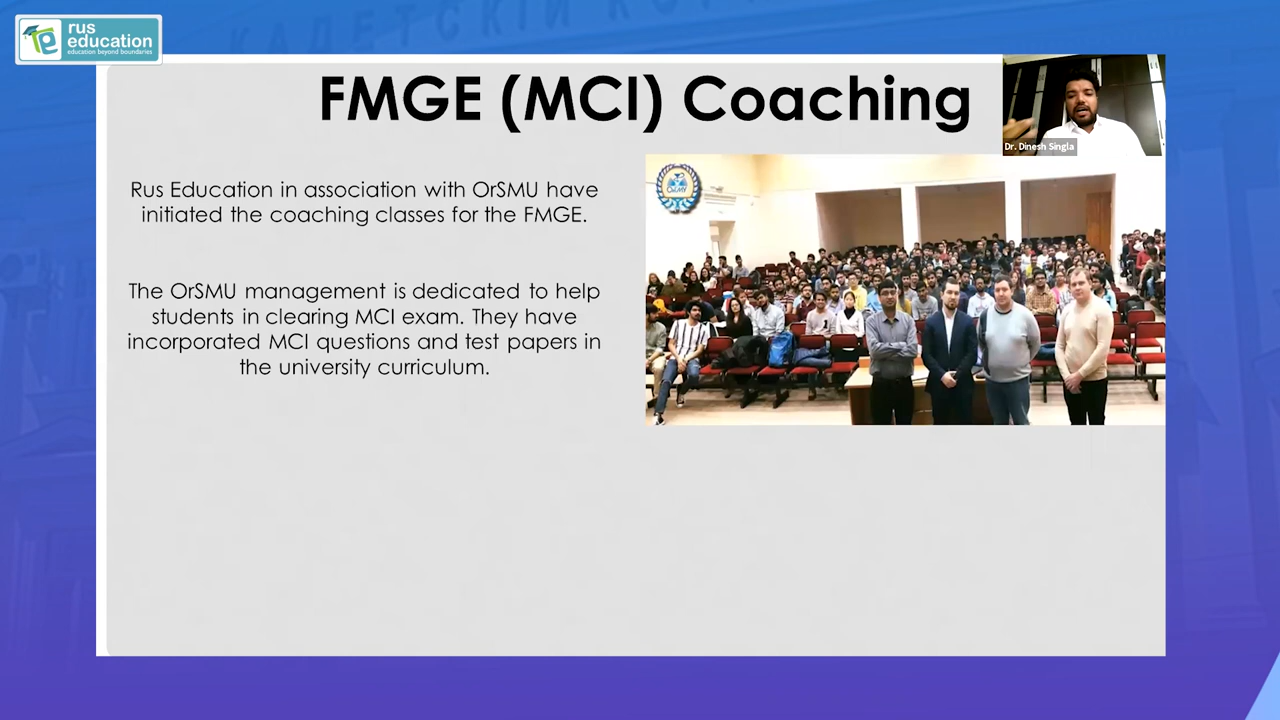 КАДЕТСКІЙ КО
rus
education
education beyond boundaries
FMGE (MCI) Coaching
Dr. Dinesh Singla
Rus Education in association with OrSMU have
initiated the coaching classes for the FMGE.
The OrSMU management is dedicated to help
students in clearing MCI exam. They have
incorporated MCI questions and test papers in
the university curriculum.